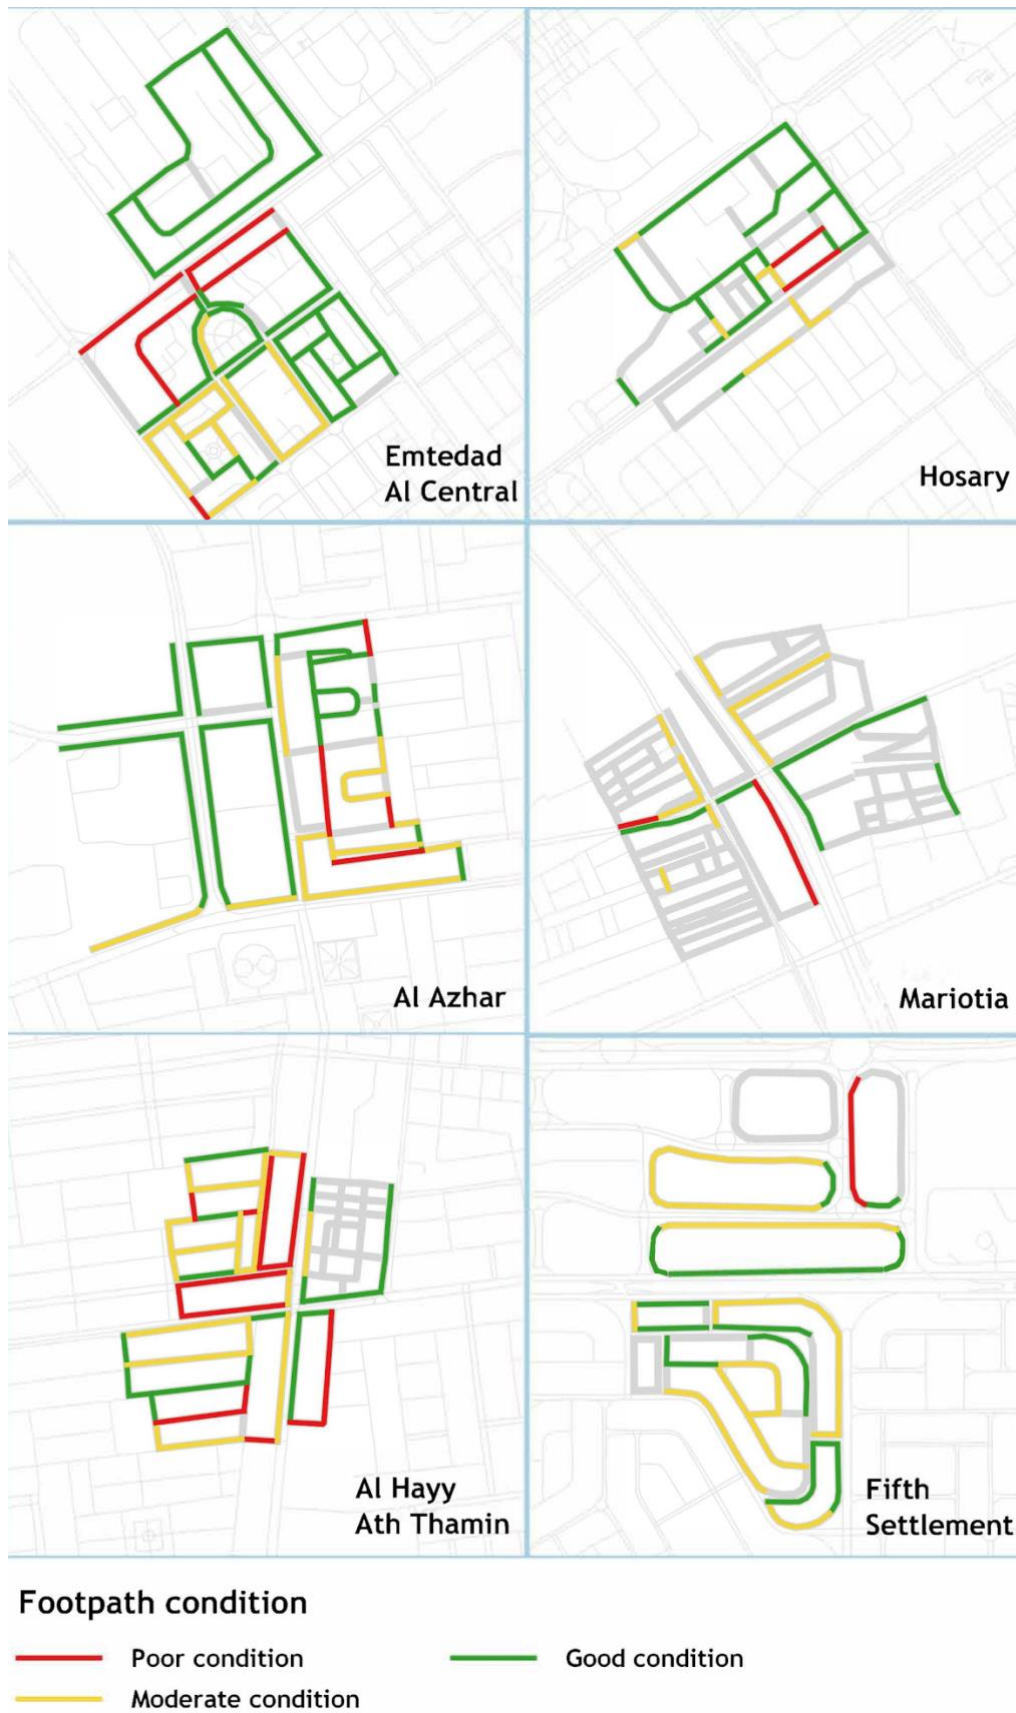 Emtedad
Al Central
Hosary
Al Azhar
Mariotia
Al Hayy
Ath Thamin
Fifth
Settlement
Footpath condition
Poor condition
Good condition
Moderate condition